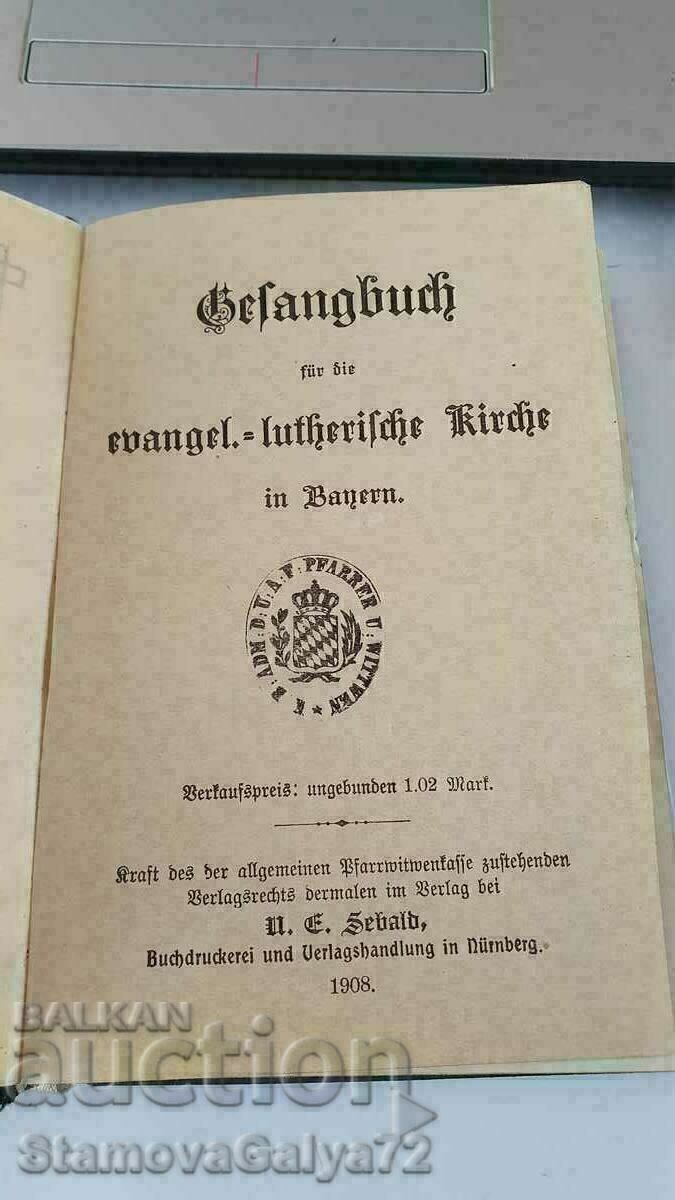 Gesangbuch
für die
evangel.-lutherische Kirche
in Bayern.
K. B: ADM: D: U: A: F: PFARRER U: WITTWEN *
Verkaufspreis: ungebunden 1.02 Mark.
Kraft des der allgemeinen Pfarrwitwenkasse zustehenden
Verlagsrechts dermalen im Verlag bei
U. E. Sebald,
Buchdruckerei und Verlagshandlung in Nürnberg.
1908.
BALKAN
auction
StamovaGalya72